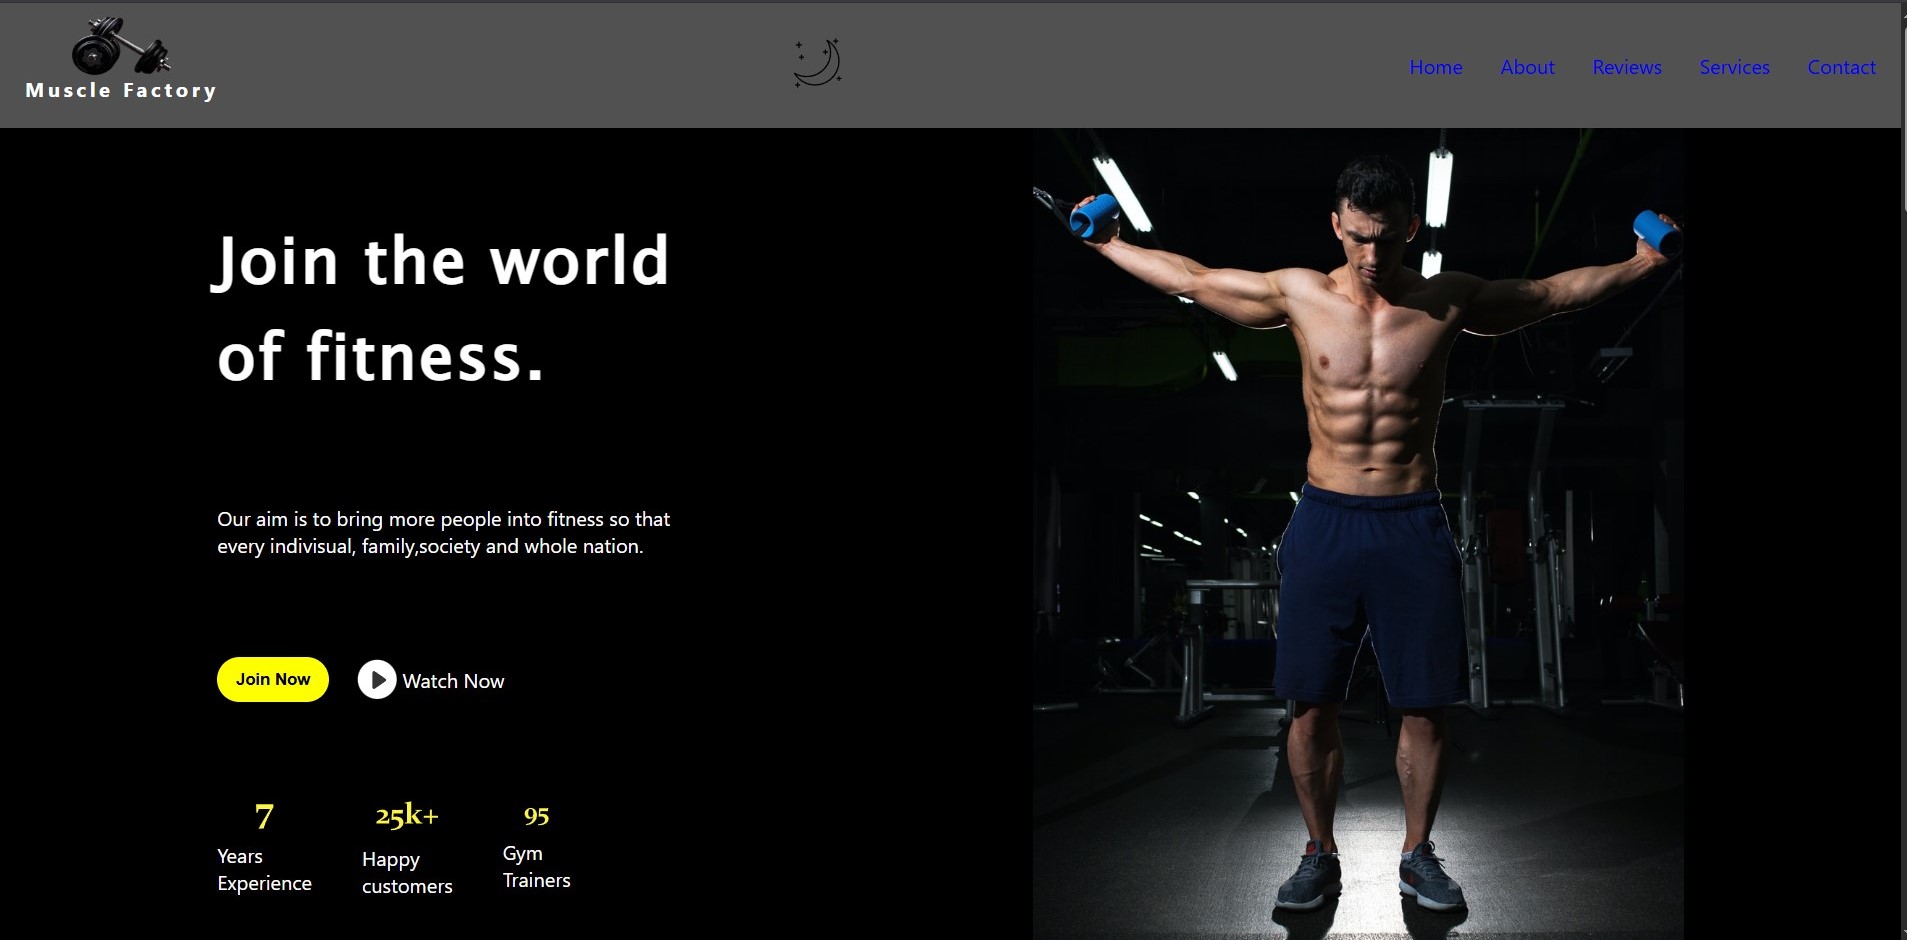 Muscle Factory
Home About Reviews Services Contact
Join the world
of fitness.
Our aim is to bring more people into fitness so that
every indivisual, family,society and whole nation.
Join Now
Watch Now
7
Years
Experience
25k+
Happy
customers
95
Gym
Trainers